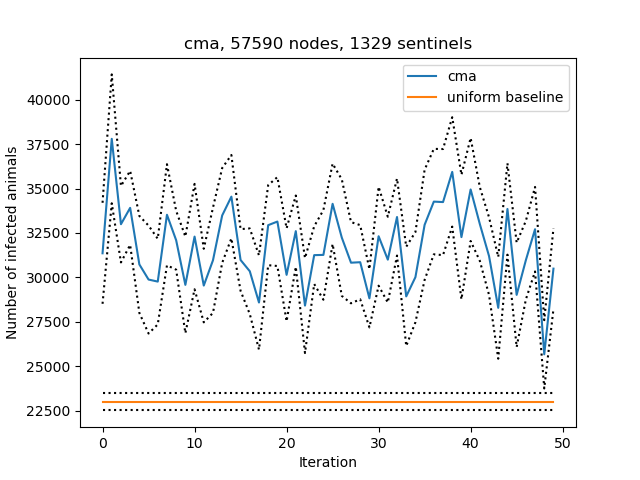 cma, 57590 nodes, 1329 sentinels
cma
uniform baseline
Number of infected animals
40000
37500
35000
32500
30000
27500
25000
22500
0 10 20 30 40 50
Iteration